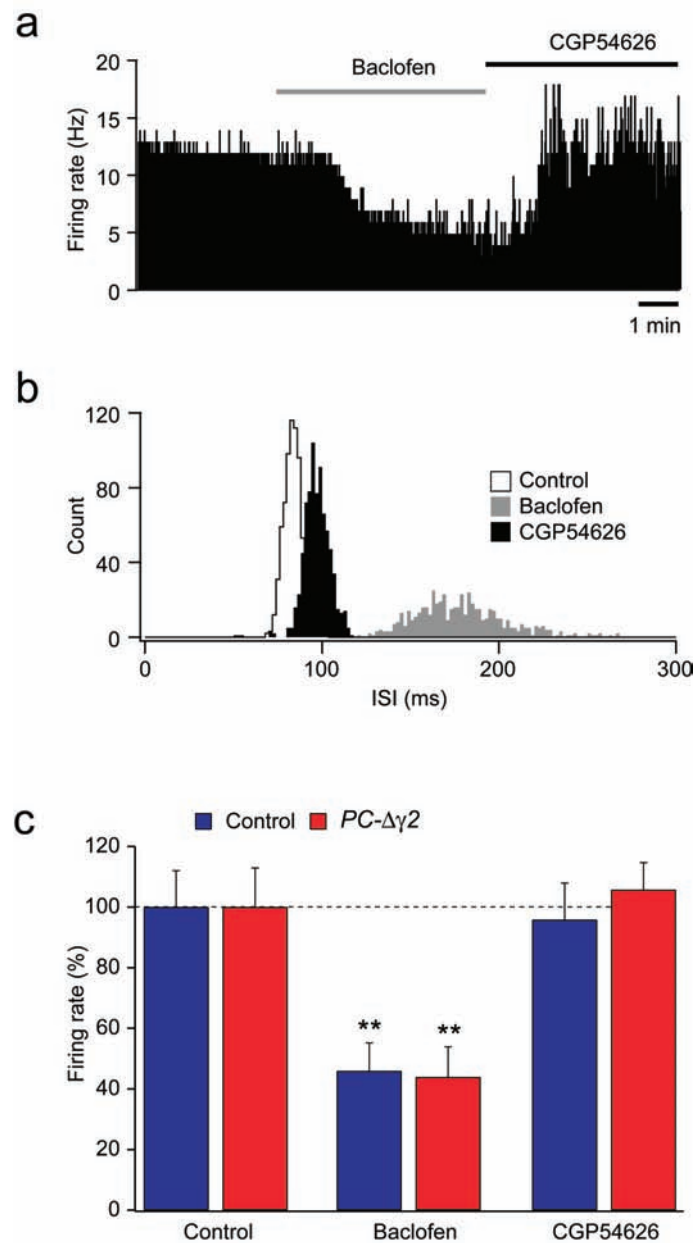 a
CGP54626
Baclofen
20
15
10
5
0
Firing rate (Hz)
1 min
b
120
80
40
0
Count
Control
Baclofen
CGP54626
0 100 200 300
ISI (ms)
c
Control PC-Δγ2
120
100
80
60
40
20
0
Firing rate (%)
** **
Control Baclofen CGP54626